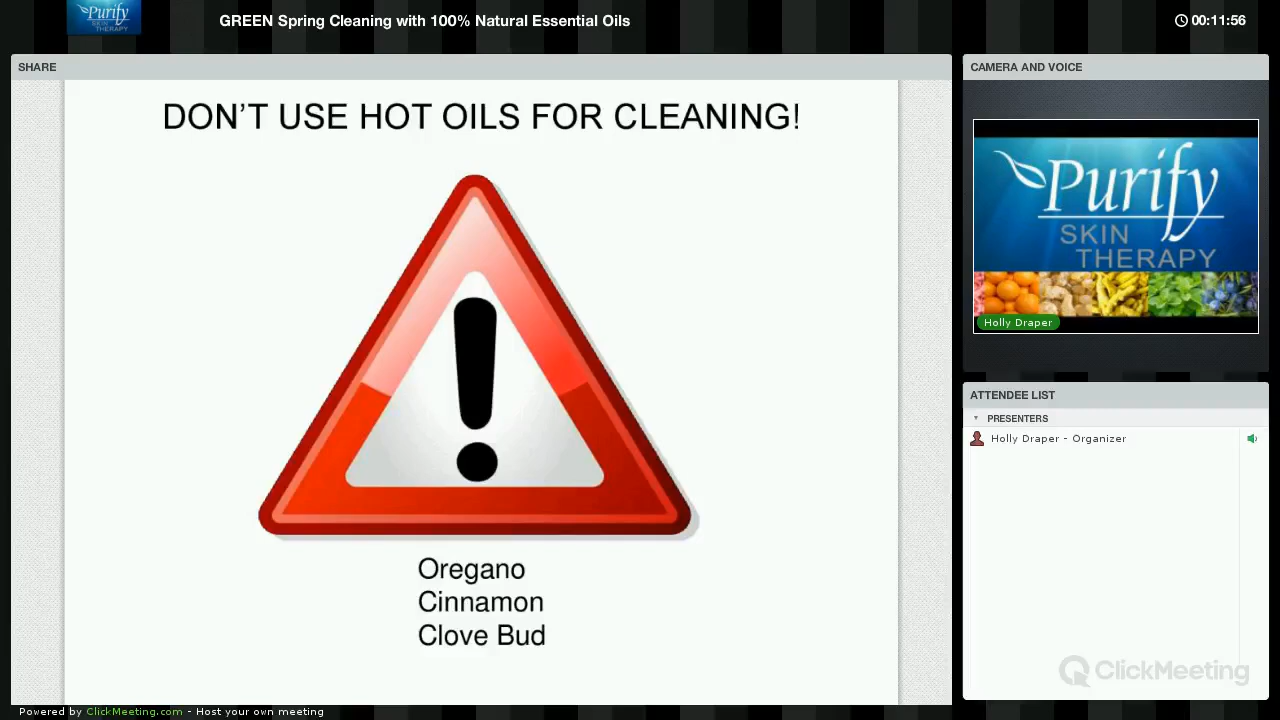 Purify
SKIN
THERAPY
GREEN Spring Cleaning with 100% Natural Essential Oils
00:11:56
SHARE
DON'T USE HOT OILS FOR CLEANING!
Oregano
Cinnamon
Clove Bud
CAMERA AND VOICE
Purify
SKIN
THERAPY
Holly Draper
ATTENDEE LIST
PRESENTERS
Holly Draper - Organizer
ClickMeeting
Powered by ClickMeeting.com - Host your own meeting